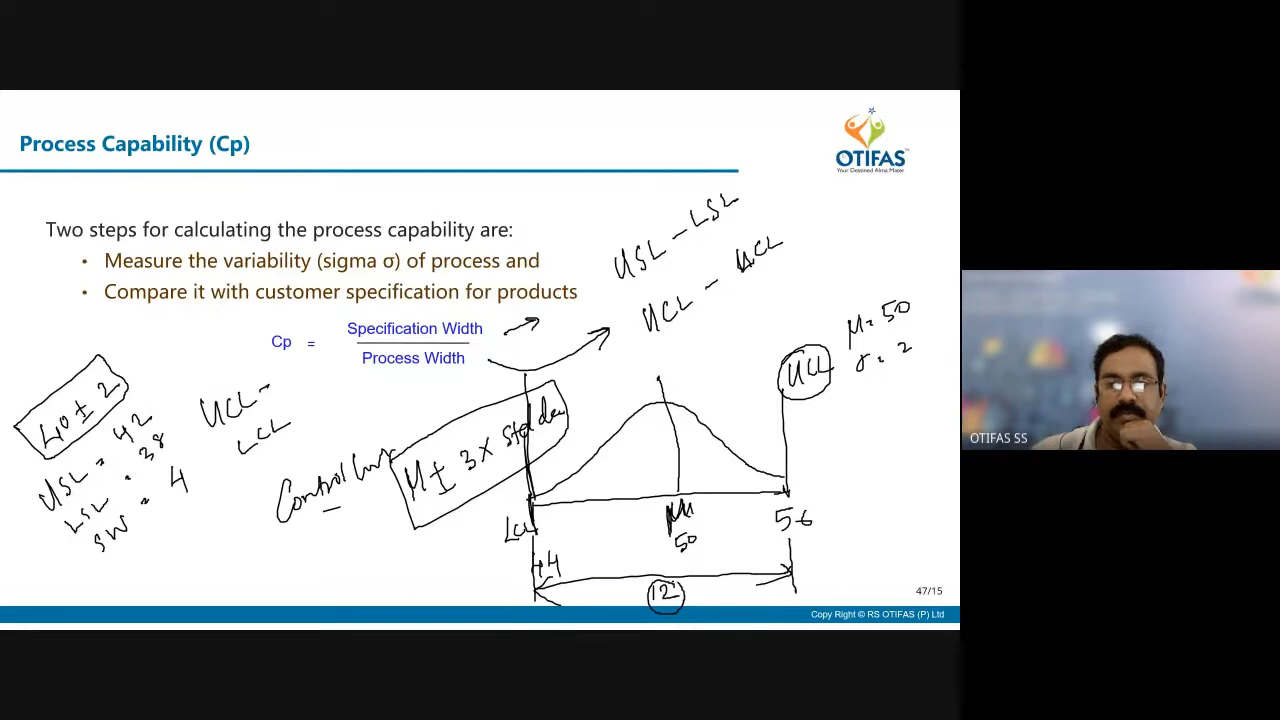 Process Capability (Cp)
OTIFAS
Your Destined Alma Mater
Two steps for calculating the process capability are:
• Measure the variability (sigma σ) of process and
• Compare it with customer specification for products
USL - LSL
UCL - UCL
Cp = Specification Width
Process Width
UCL
μ = 50
σ = 2
40 ± 2
USL = 42
LSL = 38
SW = 4
UCL -
LCL
Control
M ± 3 x Std dev
LCL
50
56
44
12
47/15
Copy Right © RS OTIFAS (P) Ltd
OTIFAS SS